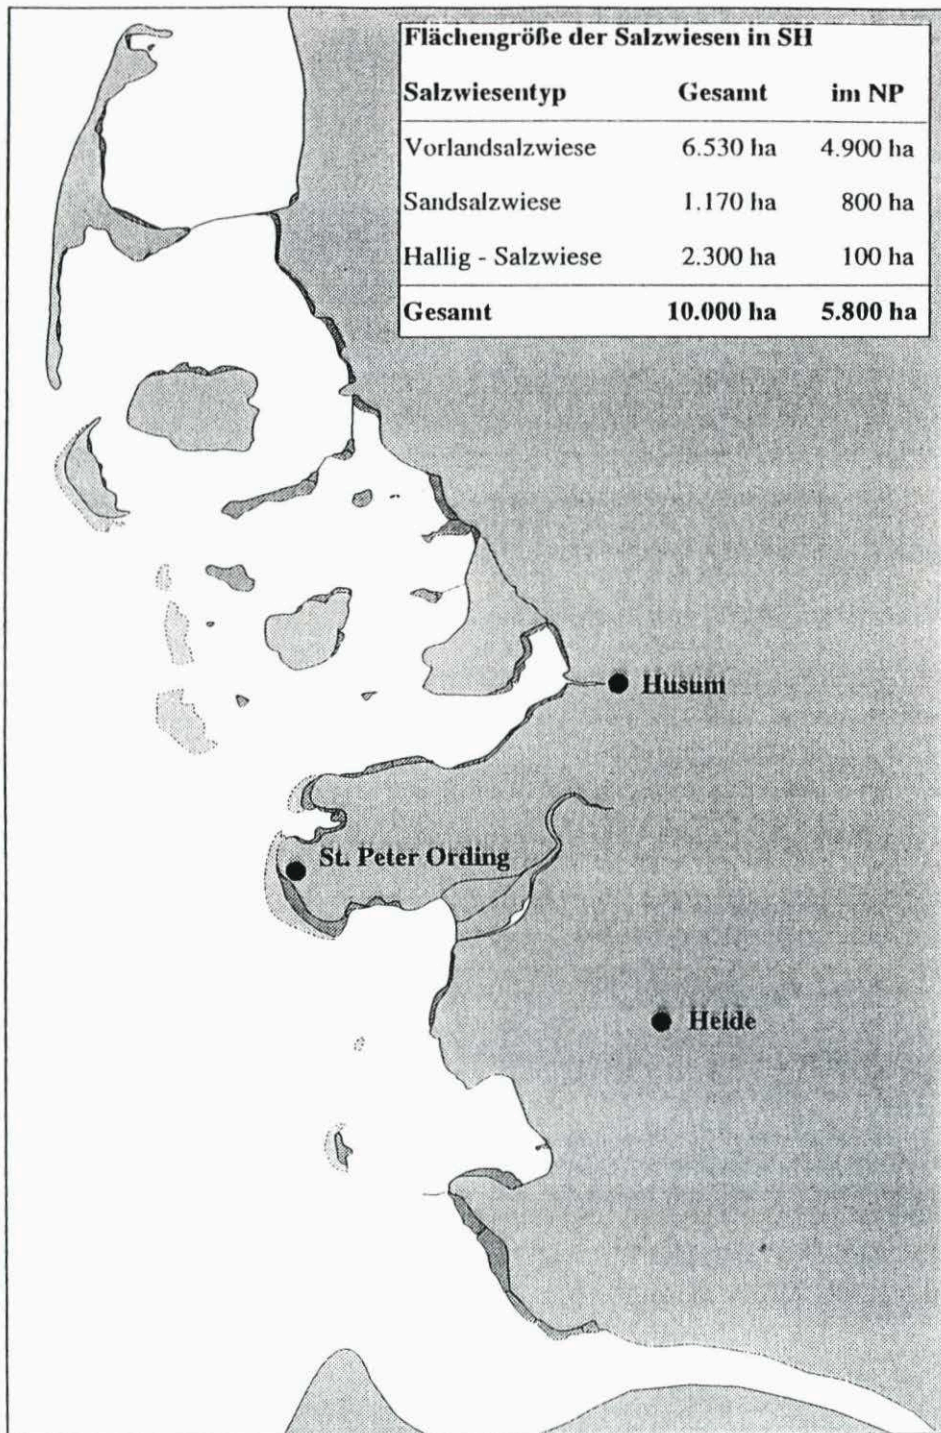 Flächengröße der Salzwiesen in SH
Salzwiesentyp Gesamt im NP
Vorlandsalzwiese 6.530 ha 4.900 ha
Sandsalzwiese 1.170 ha 800 ha
Hallig - Salzwiese 2.300 ha 100 ha
Gesamt 10.000 ha 5.800 ha
Husum
St. Peter Ording
Heide